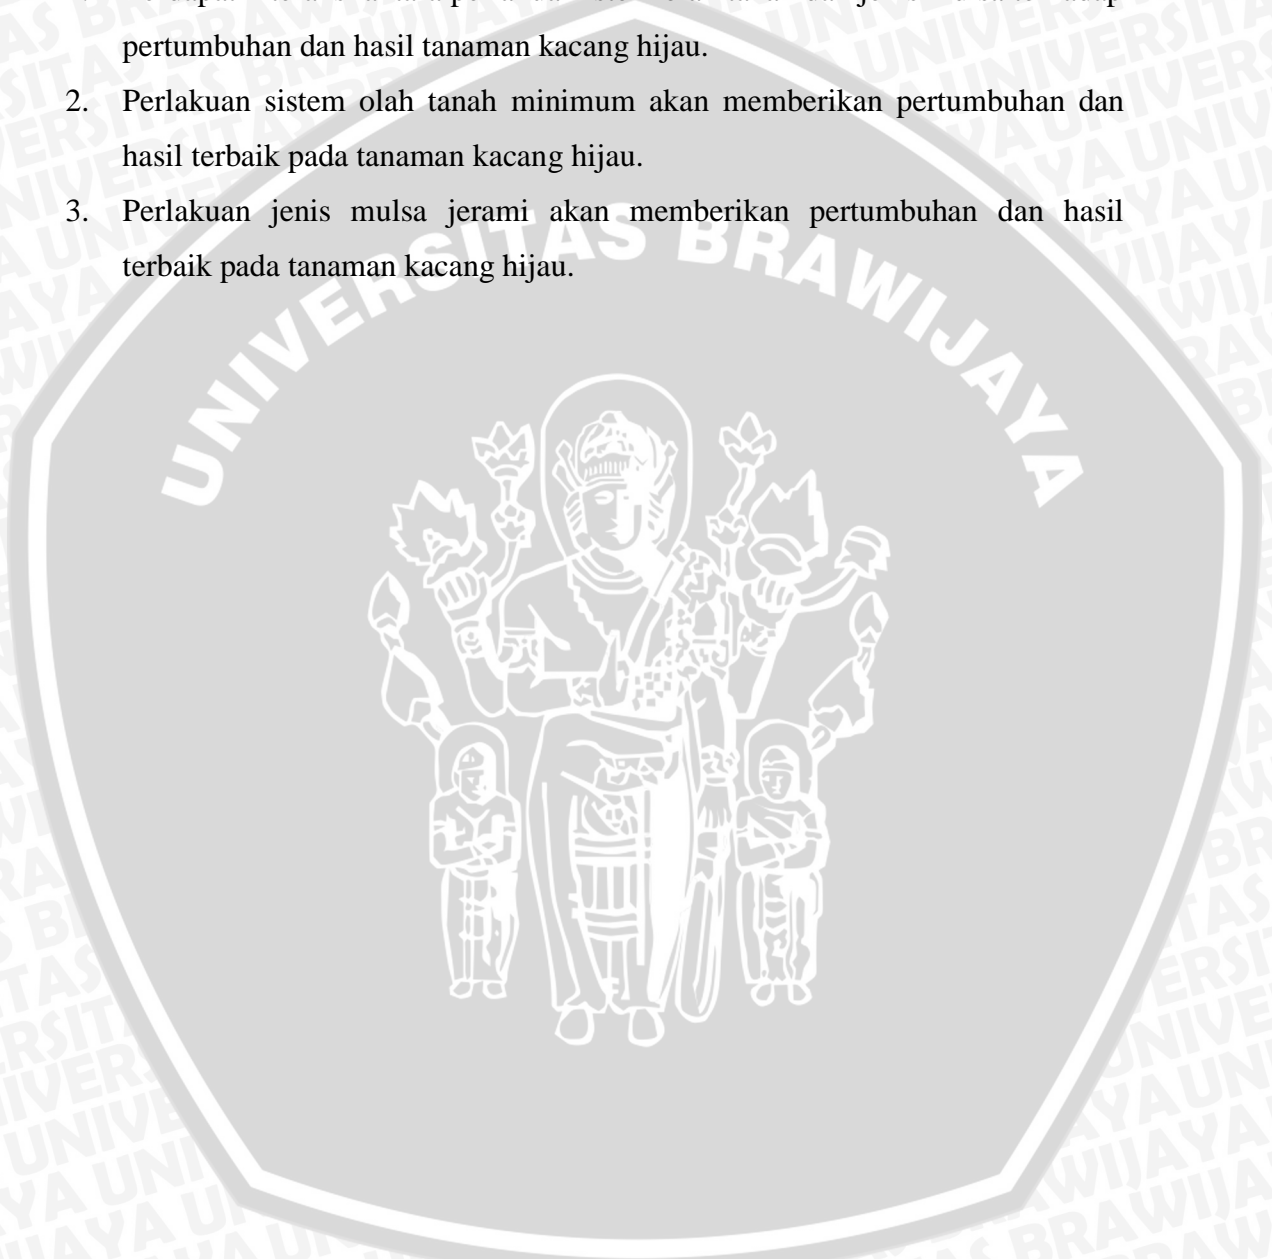 pertumbuhan dan hasil tanaman kacang hijau.
2. Perlakuan sistem olah tanah minimum akan memberikan pertumbuhan dan
hasil terbaik pada tanaman kacang hijau.
3. Perlakuan jenis mulsa jerami akan memberikan pertumbuhan dan hasil
terbaik pada tanaman kacang hijau.
UNIVERSITAS BRAWIJAYA